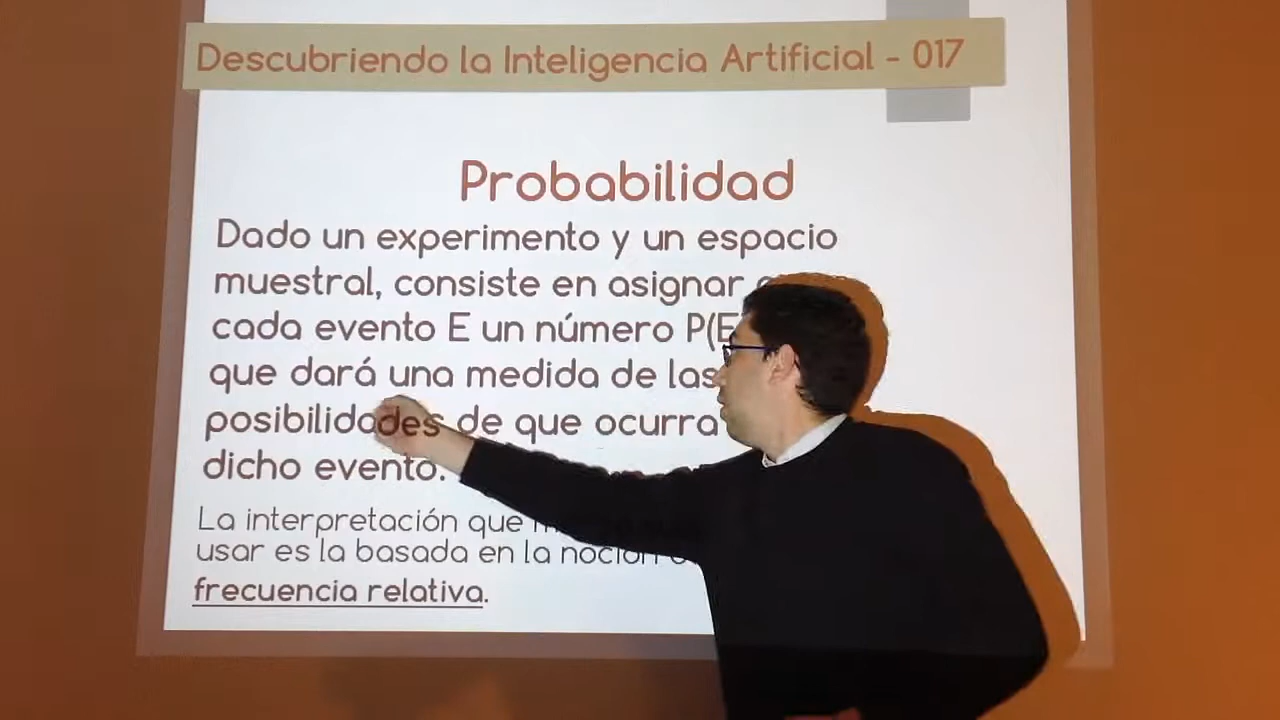 Descubriendo la Inteligencia Artificial - 017
Probabilidad
Dado un experimento y un espacio
muestral, consiste en asignar
cada evento E un número P(E
que dará una medida de las
posibilidades de que ocurra
dicho evento.
La interpretación que
usar es la basada en la noción
frecuencia relativa.